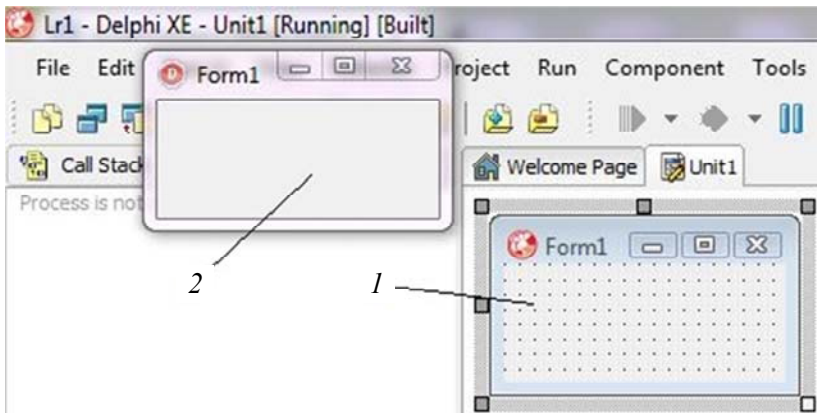 Lr1 - Delphi XE - Unit1 [Running] [Built]
File Edit roject Run Component Tools
Form1
Call Stack
Welcome Page Unit1
Process is not
Form1
2
1